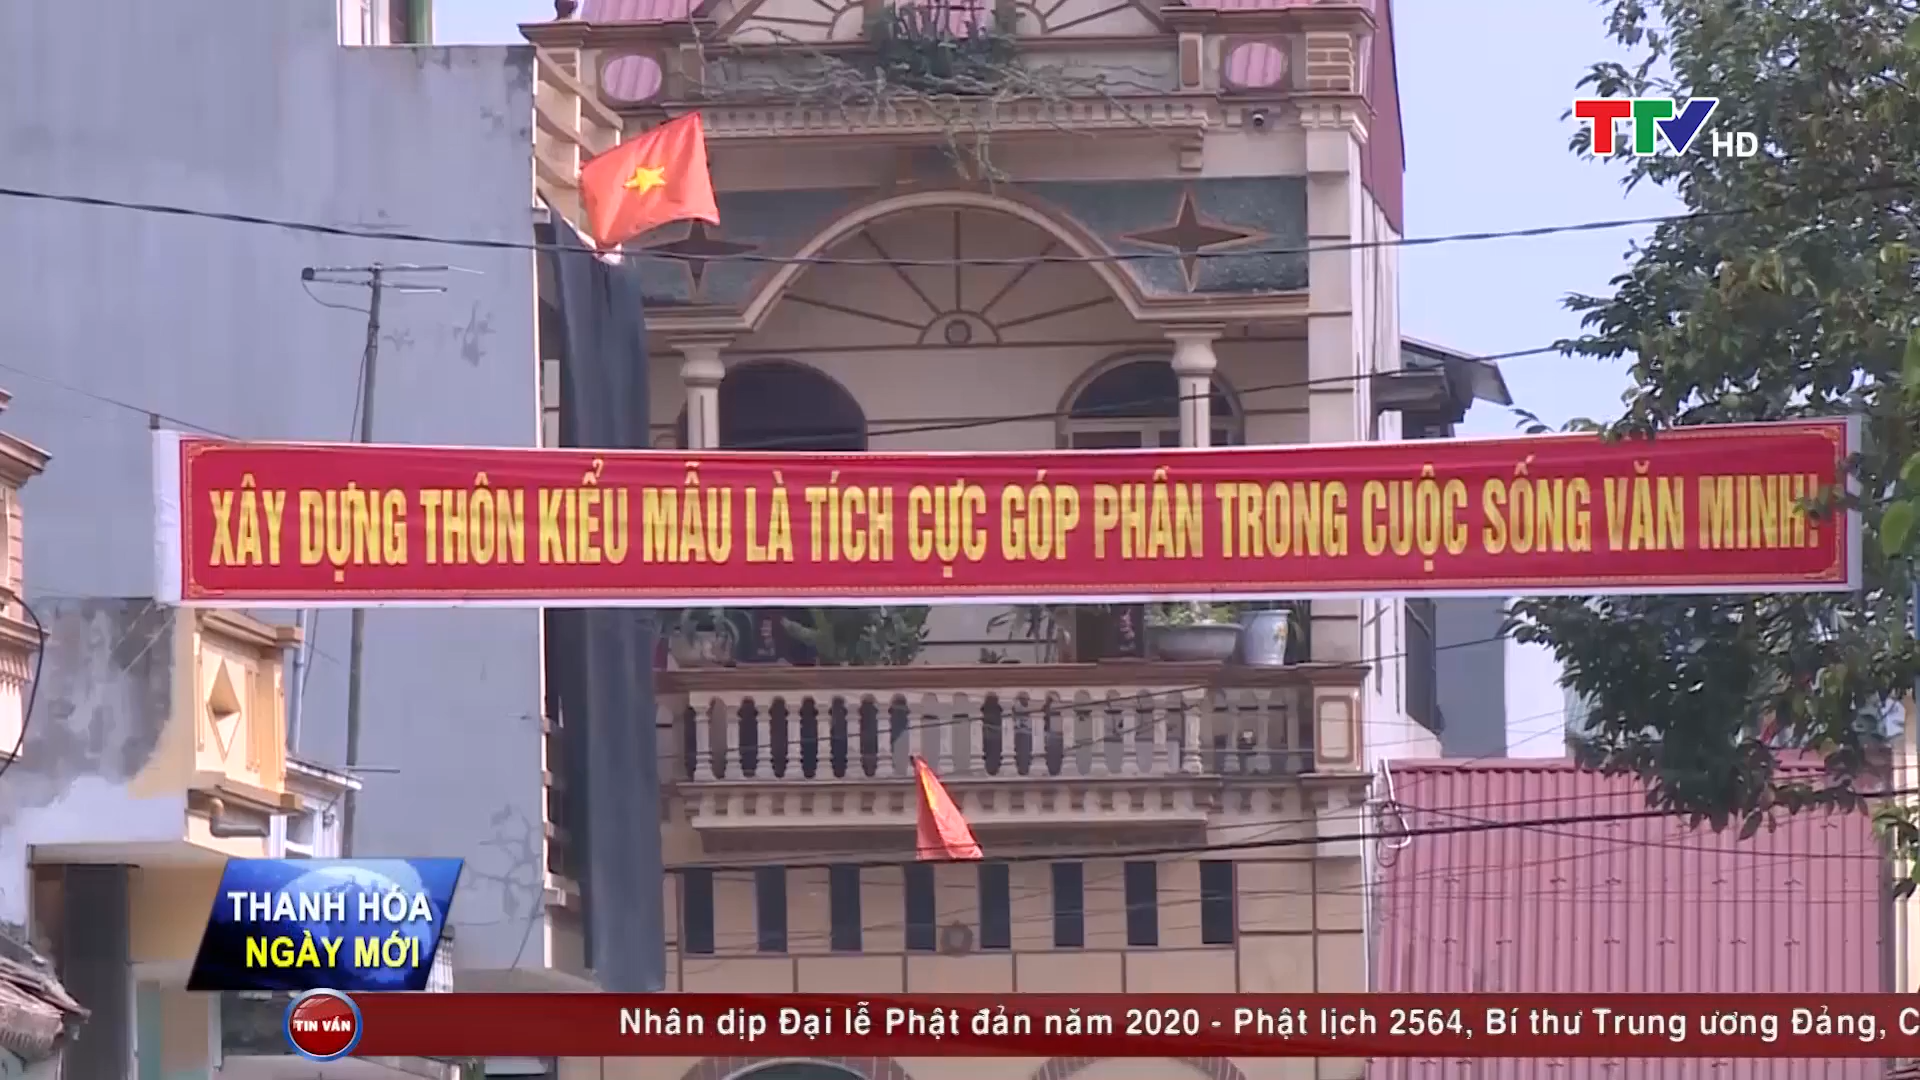 TTV HD
XÂY DỰNG THÔN KIỂU MẪU LÀ TÍCH CỰC GÓP PHẦN TRONG CUỘC SỐNG VĂN MINH!
THANH HÓA
NGÀY MỚI
TIN VẮN
Nhân dịp Đại lễ Phật đản năm 2020 - Phật lịch 2564, Bí thư Trung ương Đảng, C